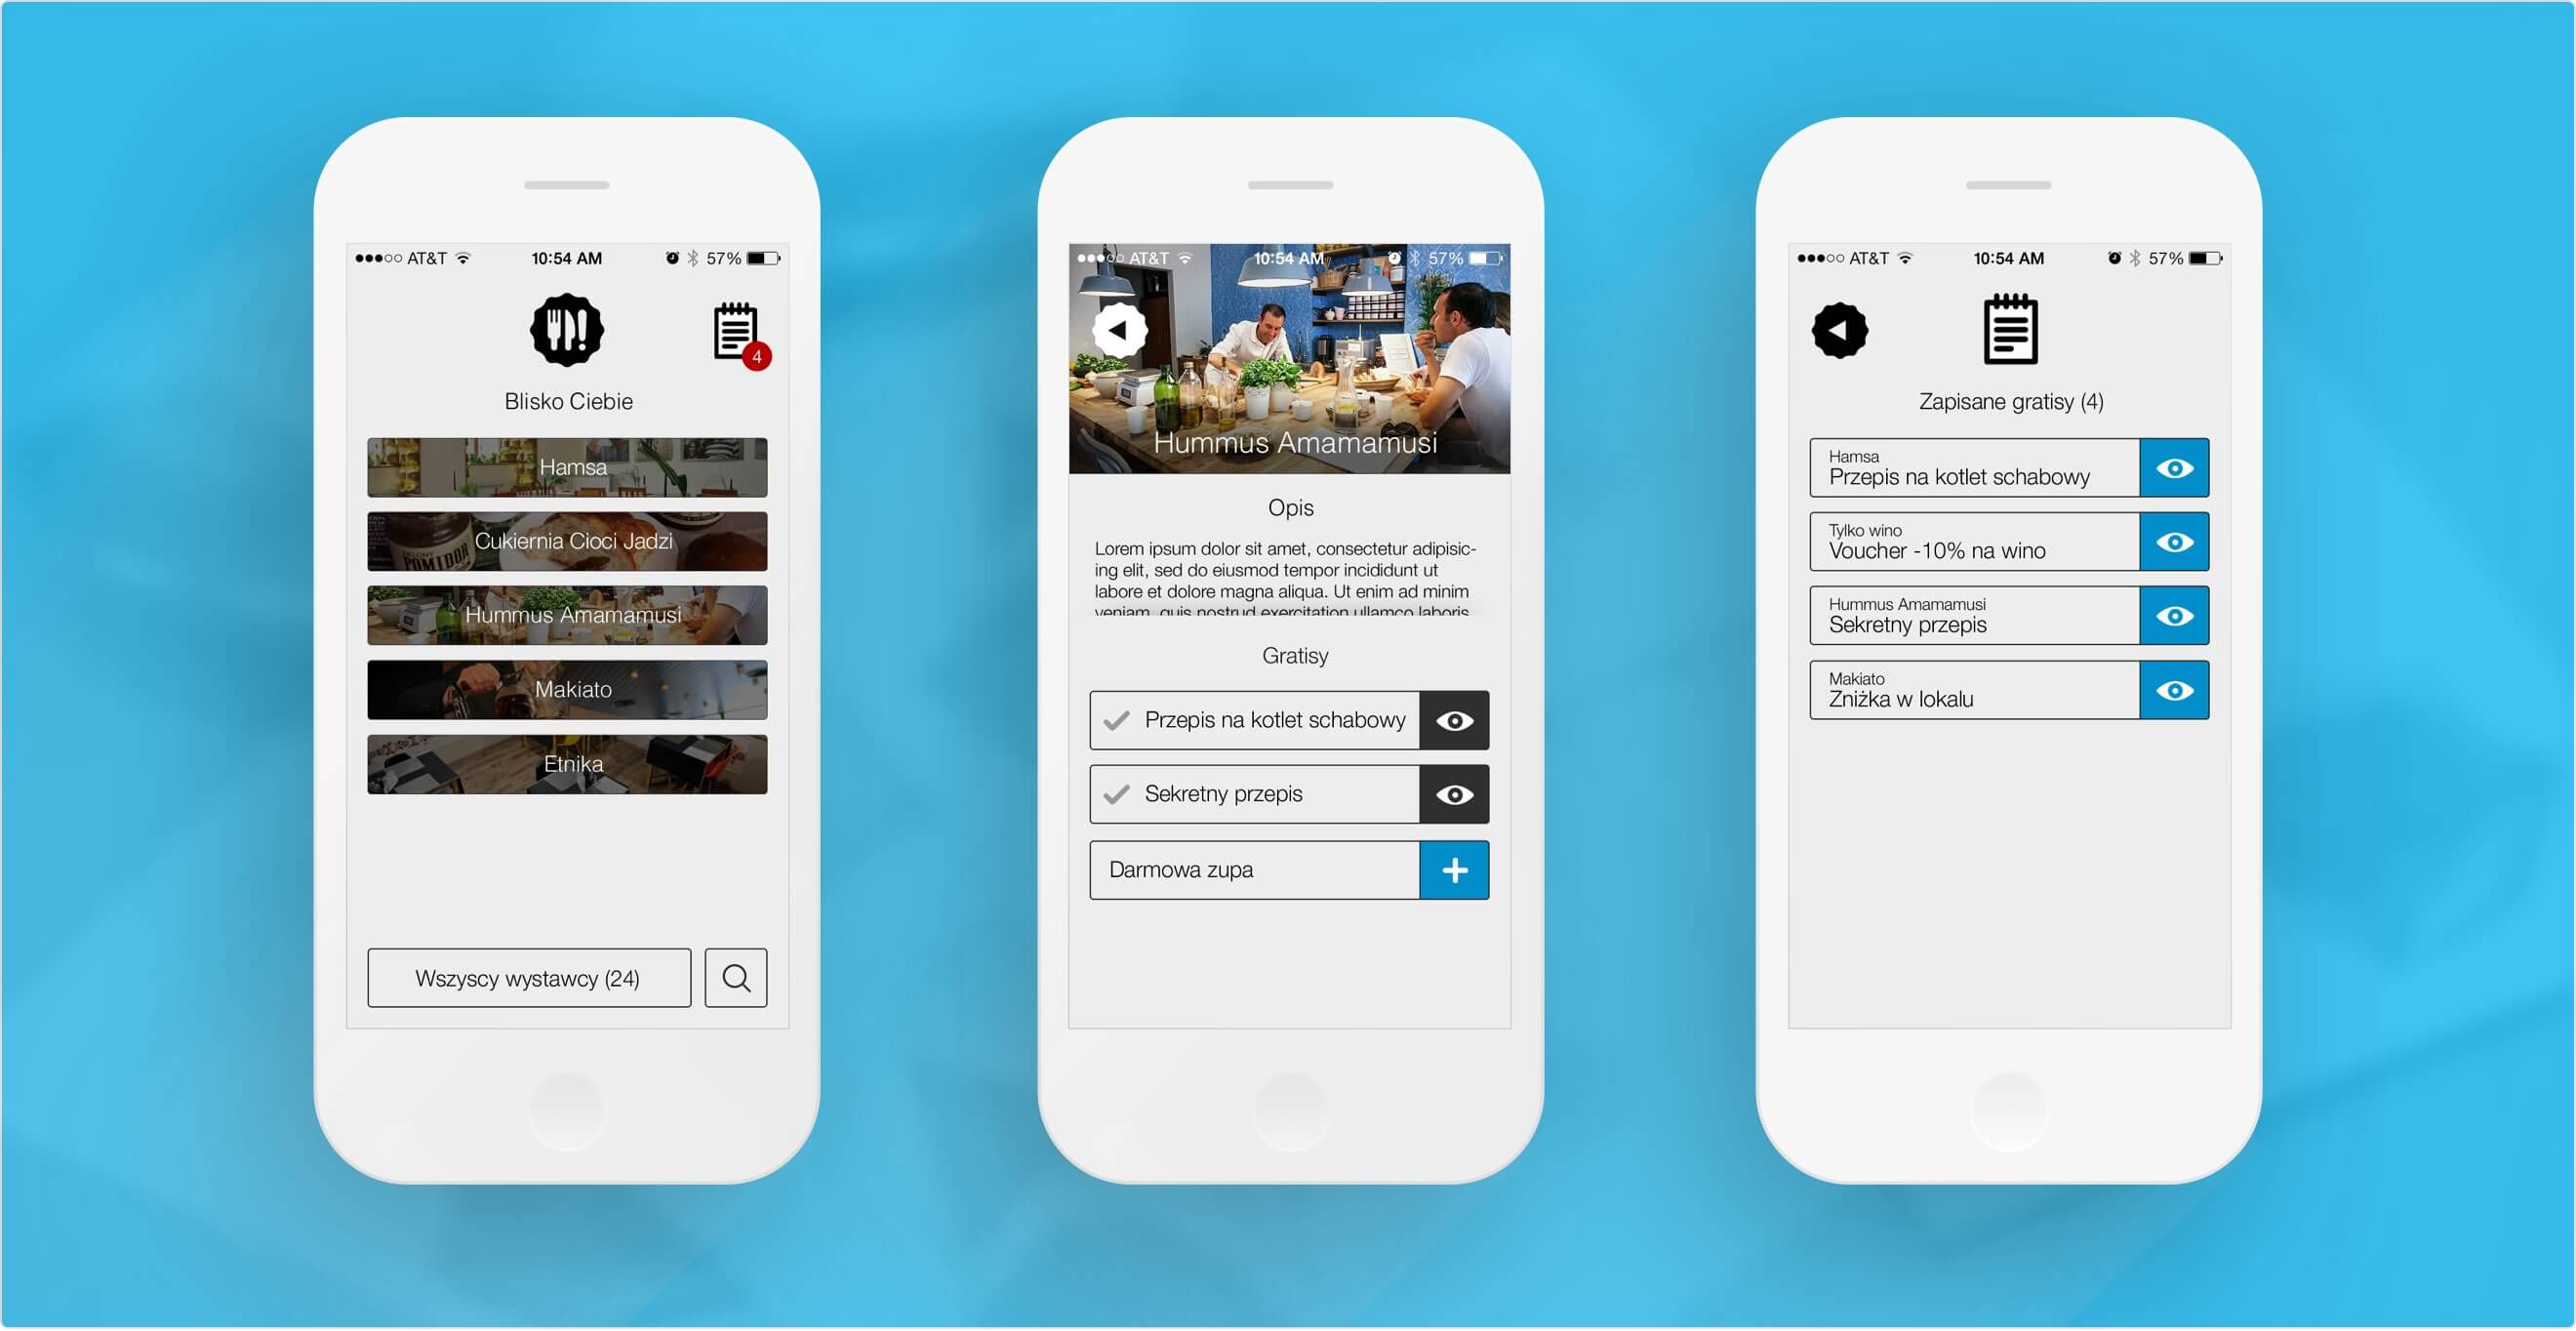 AT&T 10:54 AM 57%
4
Blisko Ciebie
Hamsa
POMIDOR
Cukiernia Cioci Jadzi
Hummus Amamamusi
Makiato
Etnika
Wszyscy wystawcy (24)
AT&T 10:54 AM 57%
Hummus Amamamusi
Opis
Lorem ipsum dolor sit amet, consectetur adipisic-
ing elit, sed do eiusmod tempor incididunt ut
labore et dolore magna aliqua. Ut enim ad minim
veniam, quis nostrud exercitation ullamco laboris
Gratisy
Przepis na kotlet schabowy
Sekretny przepis
Darmowa zupa
AT&T 10:54 AM 57%
Zapisane gratisy (4)
Hamsa
Przepis na kotlet schabowy
Tylko wino
Voucher -10% na wino
Hummus Amamamusi
Sekretny przepis
Makiato
Zniżka w lokalu